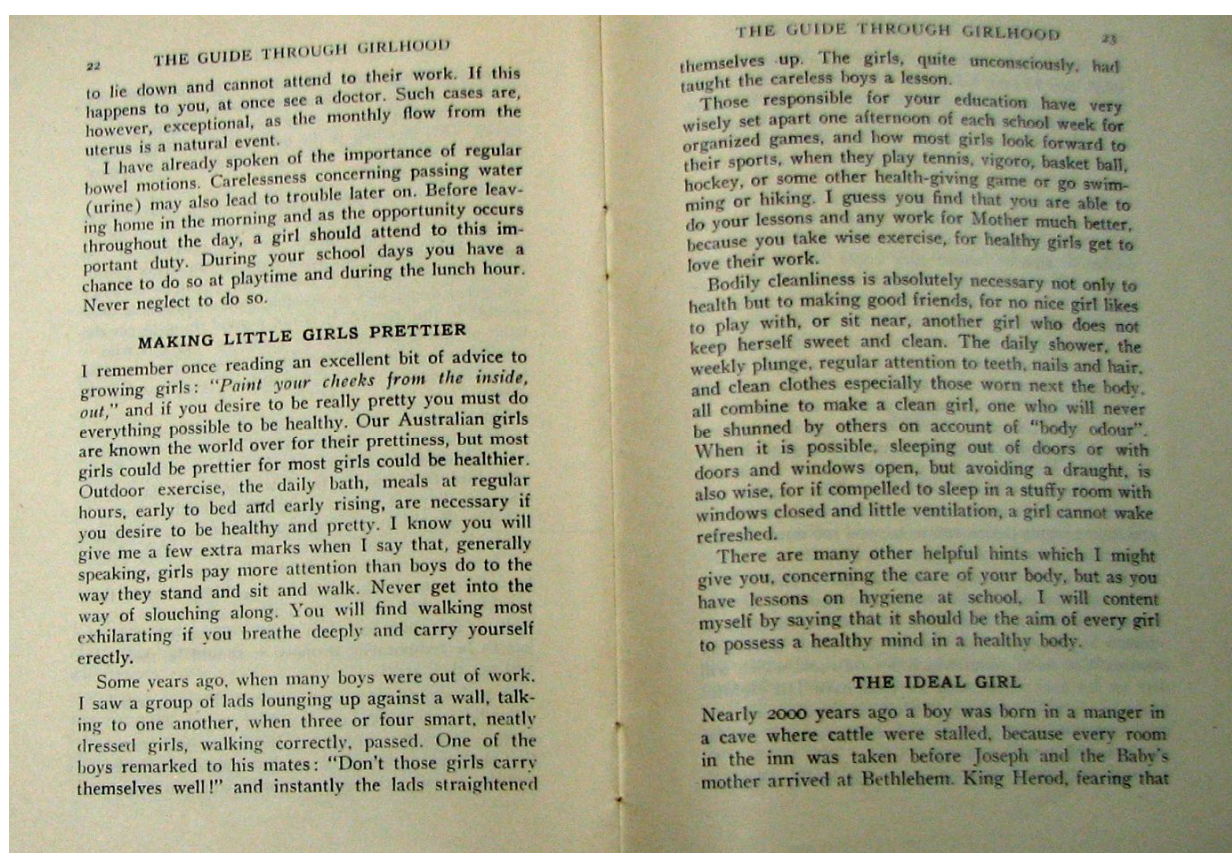 22 THE GUIDE THROUGH GIRLHOOD
to lie down and cannot attend to their work. If this
happens to you, at once see a doctor. Such cases are,
however, exceptional, as the monthly flow from the
uterus is a natural event.
I have already spoken of the importance of regular
bowel motions. Carelessness concerning passing water
(urine) may also lead to trouble later on. Before leav-
ing home in the morning and as the opportunity occurs
throughout the day, a girl should attend to this im-
portant duty. During your school days you have a
chance to do so at playtime and during the lunch hour.
Never neglect to do so.
MAKING LITTLE GIRLS PRETTIER
I remember once reading an excellent bit of advice to
growing girls: "Paint your cheeks from the inside,
out," and if you desire to be really pretty you must do
everything possible to be healthy. Our Australian girls
are known the world over for their prettiness, but most
girls could be prettier for most girls could be healthier.
Outdoor exercise, the daily bath, meals at regular
hours, early to bed and early rising, are necessary if
you desire to be healthy and pretty. I know you will
give me a few extra marks when I say that, generally
speaking, girls pay more attention than boys do to the
way they stand and sit and walk. Never get into the
way of slouching along. You will find walking most
exhilarating if you breathe deeply and carry yourself
erectly.
Some years ago, when many boys were out of work.
I saw a group of lads lounging up against a wall, talk-
ing to one another, when three or four smart, neatly
dressed girls, walking correctly, passed. One of the
boys remarked to his mates: "Don't those girls carry
themselves well!" and instantly the lads straightened
THE GUIDE THROUGH GIRLHOOD 23
themselves up. The girls, quite unconsciously, had
taught the careless boys a lesson.
Those responsible for your education have very
wisely set apart one afternoon of each school week for
organized games, and how most girls look forward to
their sports, when they play tennis, vigoro, basket ball,
hockey, or some other health-giving game or go swim-
ming or hiking. I guess you find that you are able to
do your lessons and any work for Mother much better,
because you take wise exercise, for healthy girls get to
love their work.
Bodily cleanliness is absolutely necessary not only to
health but to making good friends, for no nice girl likes
to play with, or sit near, another girl who does not
keep herself sweet and clean. The daily shower, the
weekly plunge, regular attention to teeth, nails and hair,
and clean clothes especially those worn next the body,
all combine to make a clean girl, one who will never
be shunned by others on account of "body odour".
When it is possible, sleeping out of doors or with
doors and windows open, but avoiding a draught, is
also wise, for if compelled to sleep in a stuffy room with
windows closed and little ventilation, a girl cannot wake
refreshed.
There are many other helpful hints which I might
give you, concerning the care of your body, but as you
have lessons on hygiene at school, I will content
myself by saying that it should be the aim of every girl
to possess a healthy mind in a healthy body.
THE IDEAL GIRL
Nearly 2000 years ago a boy was born in a manger in
a cave where cattle were stalled, because every room
in the inn was taken before Joseph and the Baby's
mother arrived at Bethlehem. King Herod, fearing that